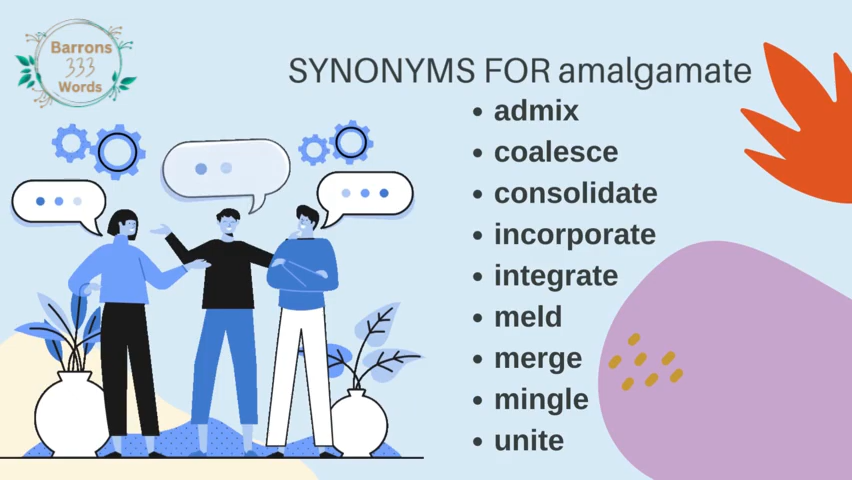 Barrons
333
Words
SYNONYMS FOR amalgamate
• admix
• coalesce
• consolidate
• incorporate
• integrate
• meld
• merge
• mingle
• unite